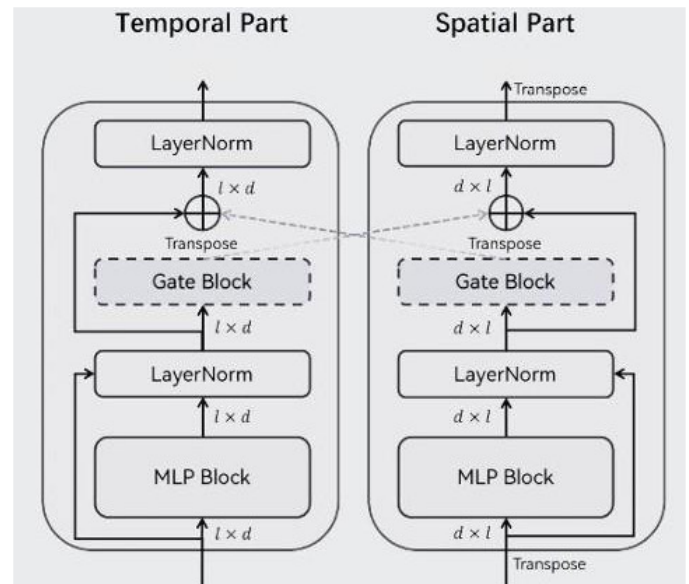 Temporal Part
Spatial Part
Transpose
LayerNorm
LayerNorm
l × d
d × l
Transpose
Transpose
Gate Block
Gate Block
l × d
d × l
LayerNorm
LayerNorm
l × d
d × l
MLP Block
MLP Block
l × d
d × l
Transpose